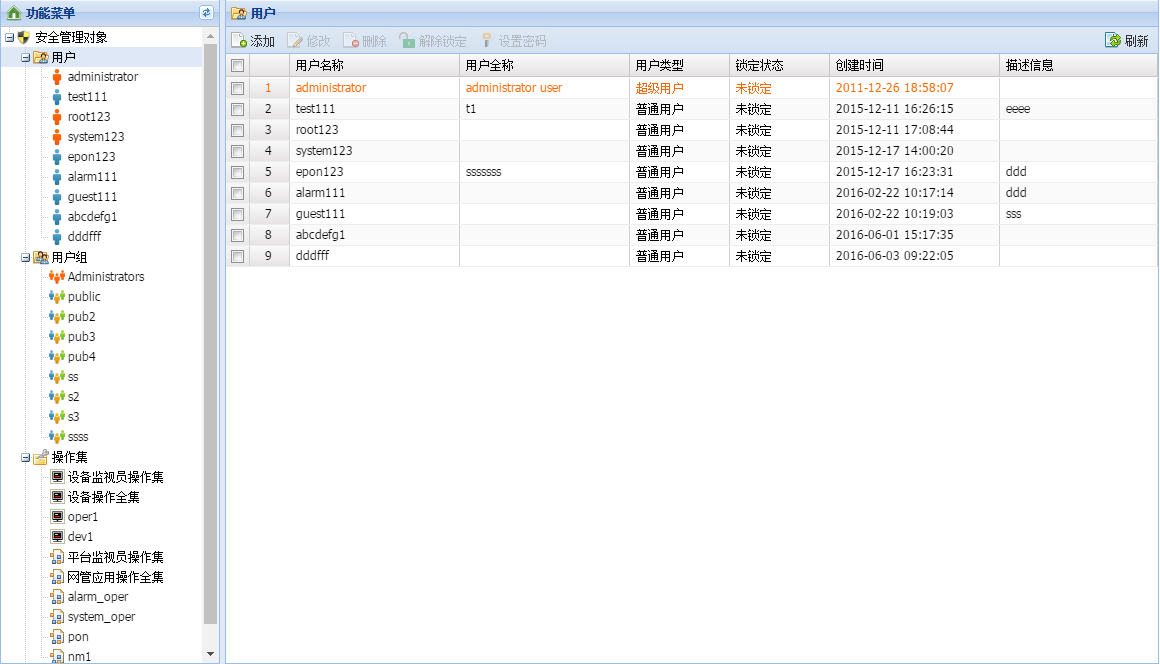 功能菜单
安全管理对象
用户
administrator
test111
root123
system123
epon123
alarm111
guest111
abcdefg1
dddfff
用户组
Administrators
public
pub2
pub3
pub4
ss
s2
s3
ssss
操作集
设备监视员操作集
设备操作全集
oper1
dev1
平台监视员操作集
网管应用操作全集
alarm_oper
system_oper
pon
nm1
用户
添加 修改 删除 解除锁定 设置密码 刷新
用户名称 用户全称 用户类型 锁定状态 创建时间 描述信息
1 administrator administrator user 超级用户 未锁定 2011-12-26 18:58:07
2 test111 t1 普通用户 未锁定 2015-12-11 16:26:15 eeee
3 root123 普通用户 未锁定 2015-12-11 17:08:44
4 system123 普通用户 未锁定 2015-12-17 14:00:20
5 epon123 sssssss 普通用户 未锁定 2015-12-17 16:23:31 ddd
6 alarm111 普通用户 未锁定 2016-02-22 10:17:14 ddd
7 guest111 普通用户 未锁定 2016-02-22 10:19:03 sss
8 abcdefg1 普通用户 未锁定 2016-06-01 15:17:35
9 dddfff 普通用户 未锁定 2016-06-03 09:22:05